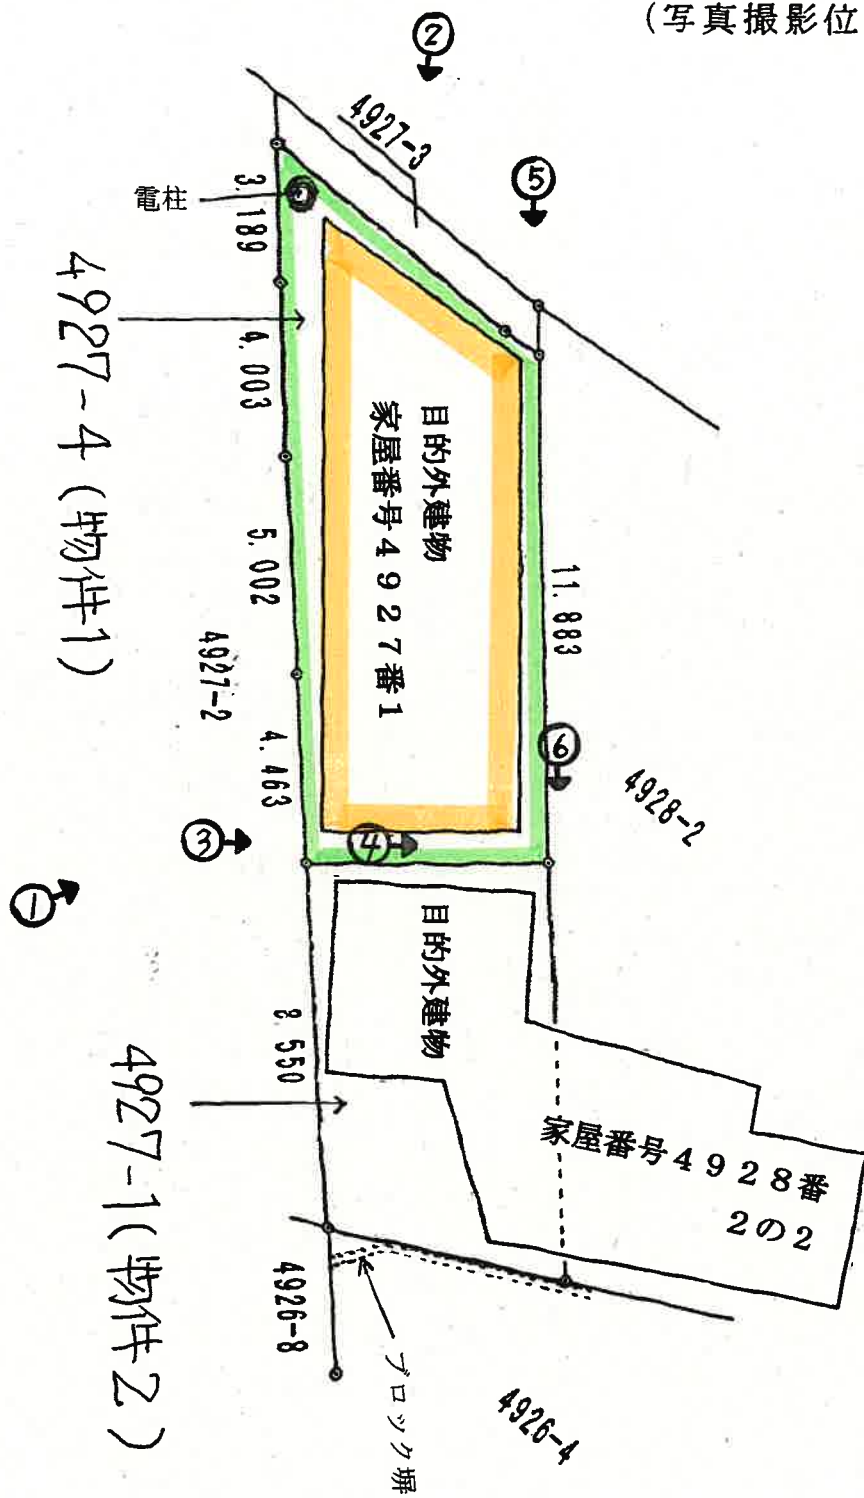 (写真撮影位
②
4927-3
⑤
電柱
3.189
4927-4(物件1)
4.003
目的外建物
家屋番号4927番1
5.002
11.883
4927-2
4.463
⑥
4928-2
③
④
①
目的外建物
8.550
4927-1(物件2)
家屋番号4928番
2の2
4926-8
ブロック塀
4926-4